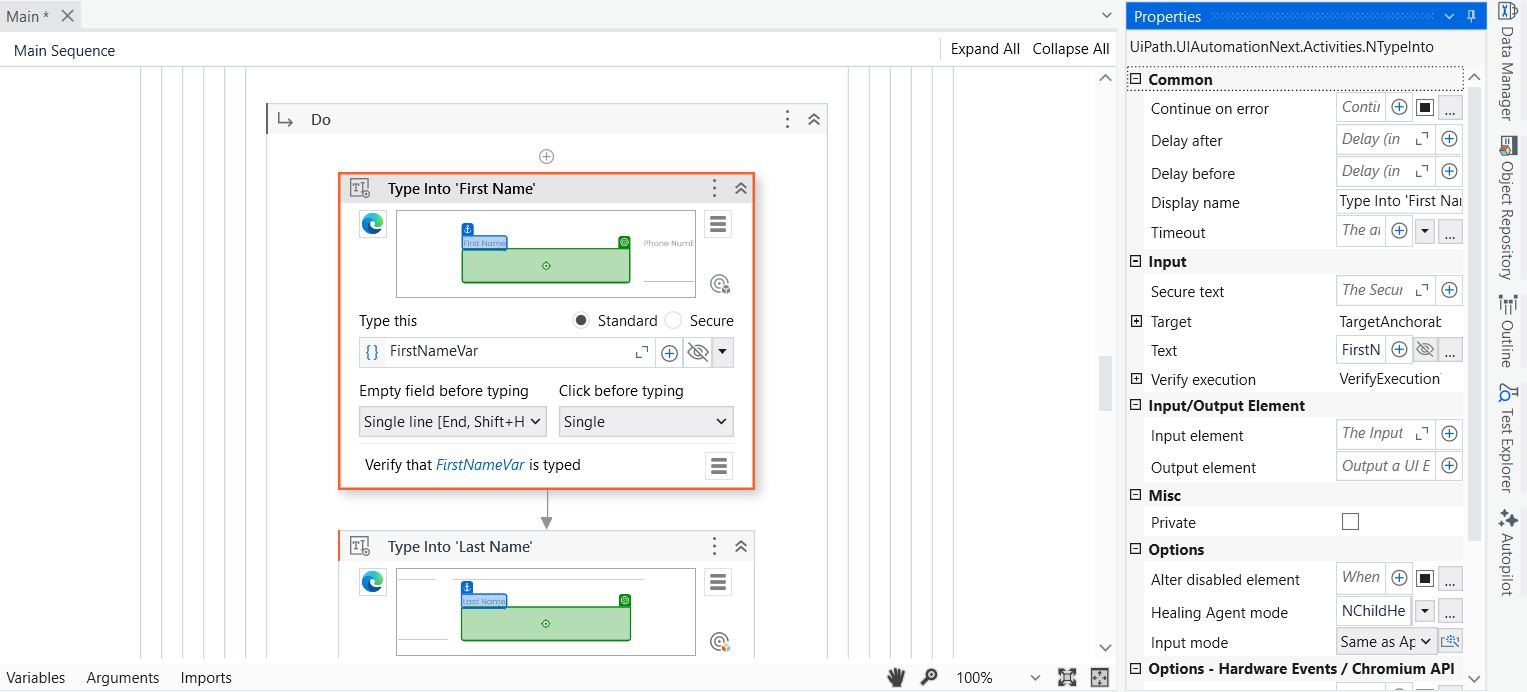 Main *
Main Sequence
Expand All Collapse All
Do
Type Into 'First Name'
First Name
Phone Numb
Type this
Standard Secure
{} FirstNameVar
Empty field before typing Click before typing
Single line [End, Shift+H Single
Verify that FirstNameVar is typed
Type Into 'Last Name'
Last Name
Variables Arguments Imports
100%
Properties
UiPath.UIAutomationNext.Activities.NTypeInto
Common
Continue on error Contin ...
Delay after Delay (in
Delay before Delay (in
Display name Type Into 'First Nar
Timeout The ar ...
Input
Secure text The Secur
Target TargetAnchorab
Text FirstN ...
Verify execution VerifyExecution
Input/Output Element
Input element The Input
Output element Output a UI E
Misc
Private
Options
Alter disabled element When ...
Healing Agent mode NChildHe ...
Input mode Same as Ap
Options - Hardware Events / Chromium API
Data Manager
Object Repository
Outline
Test Explorer
Autopilot